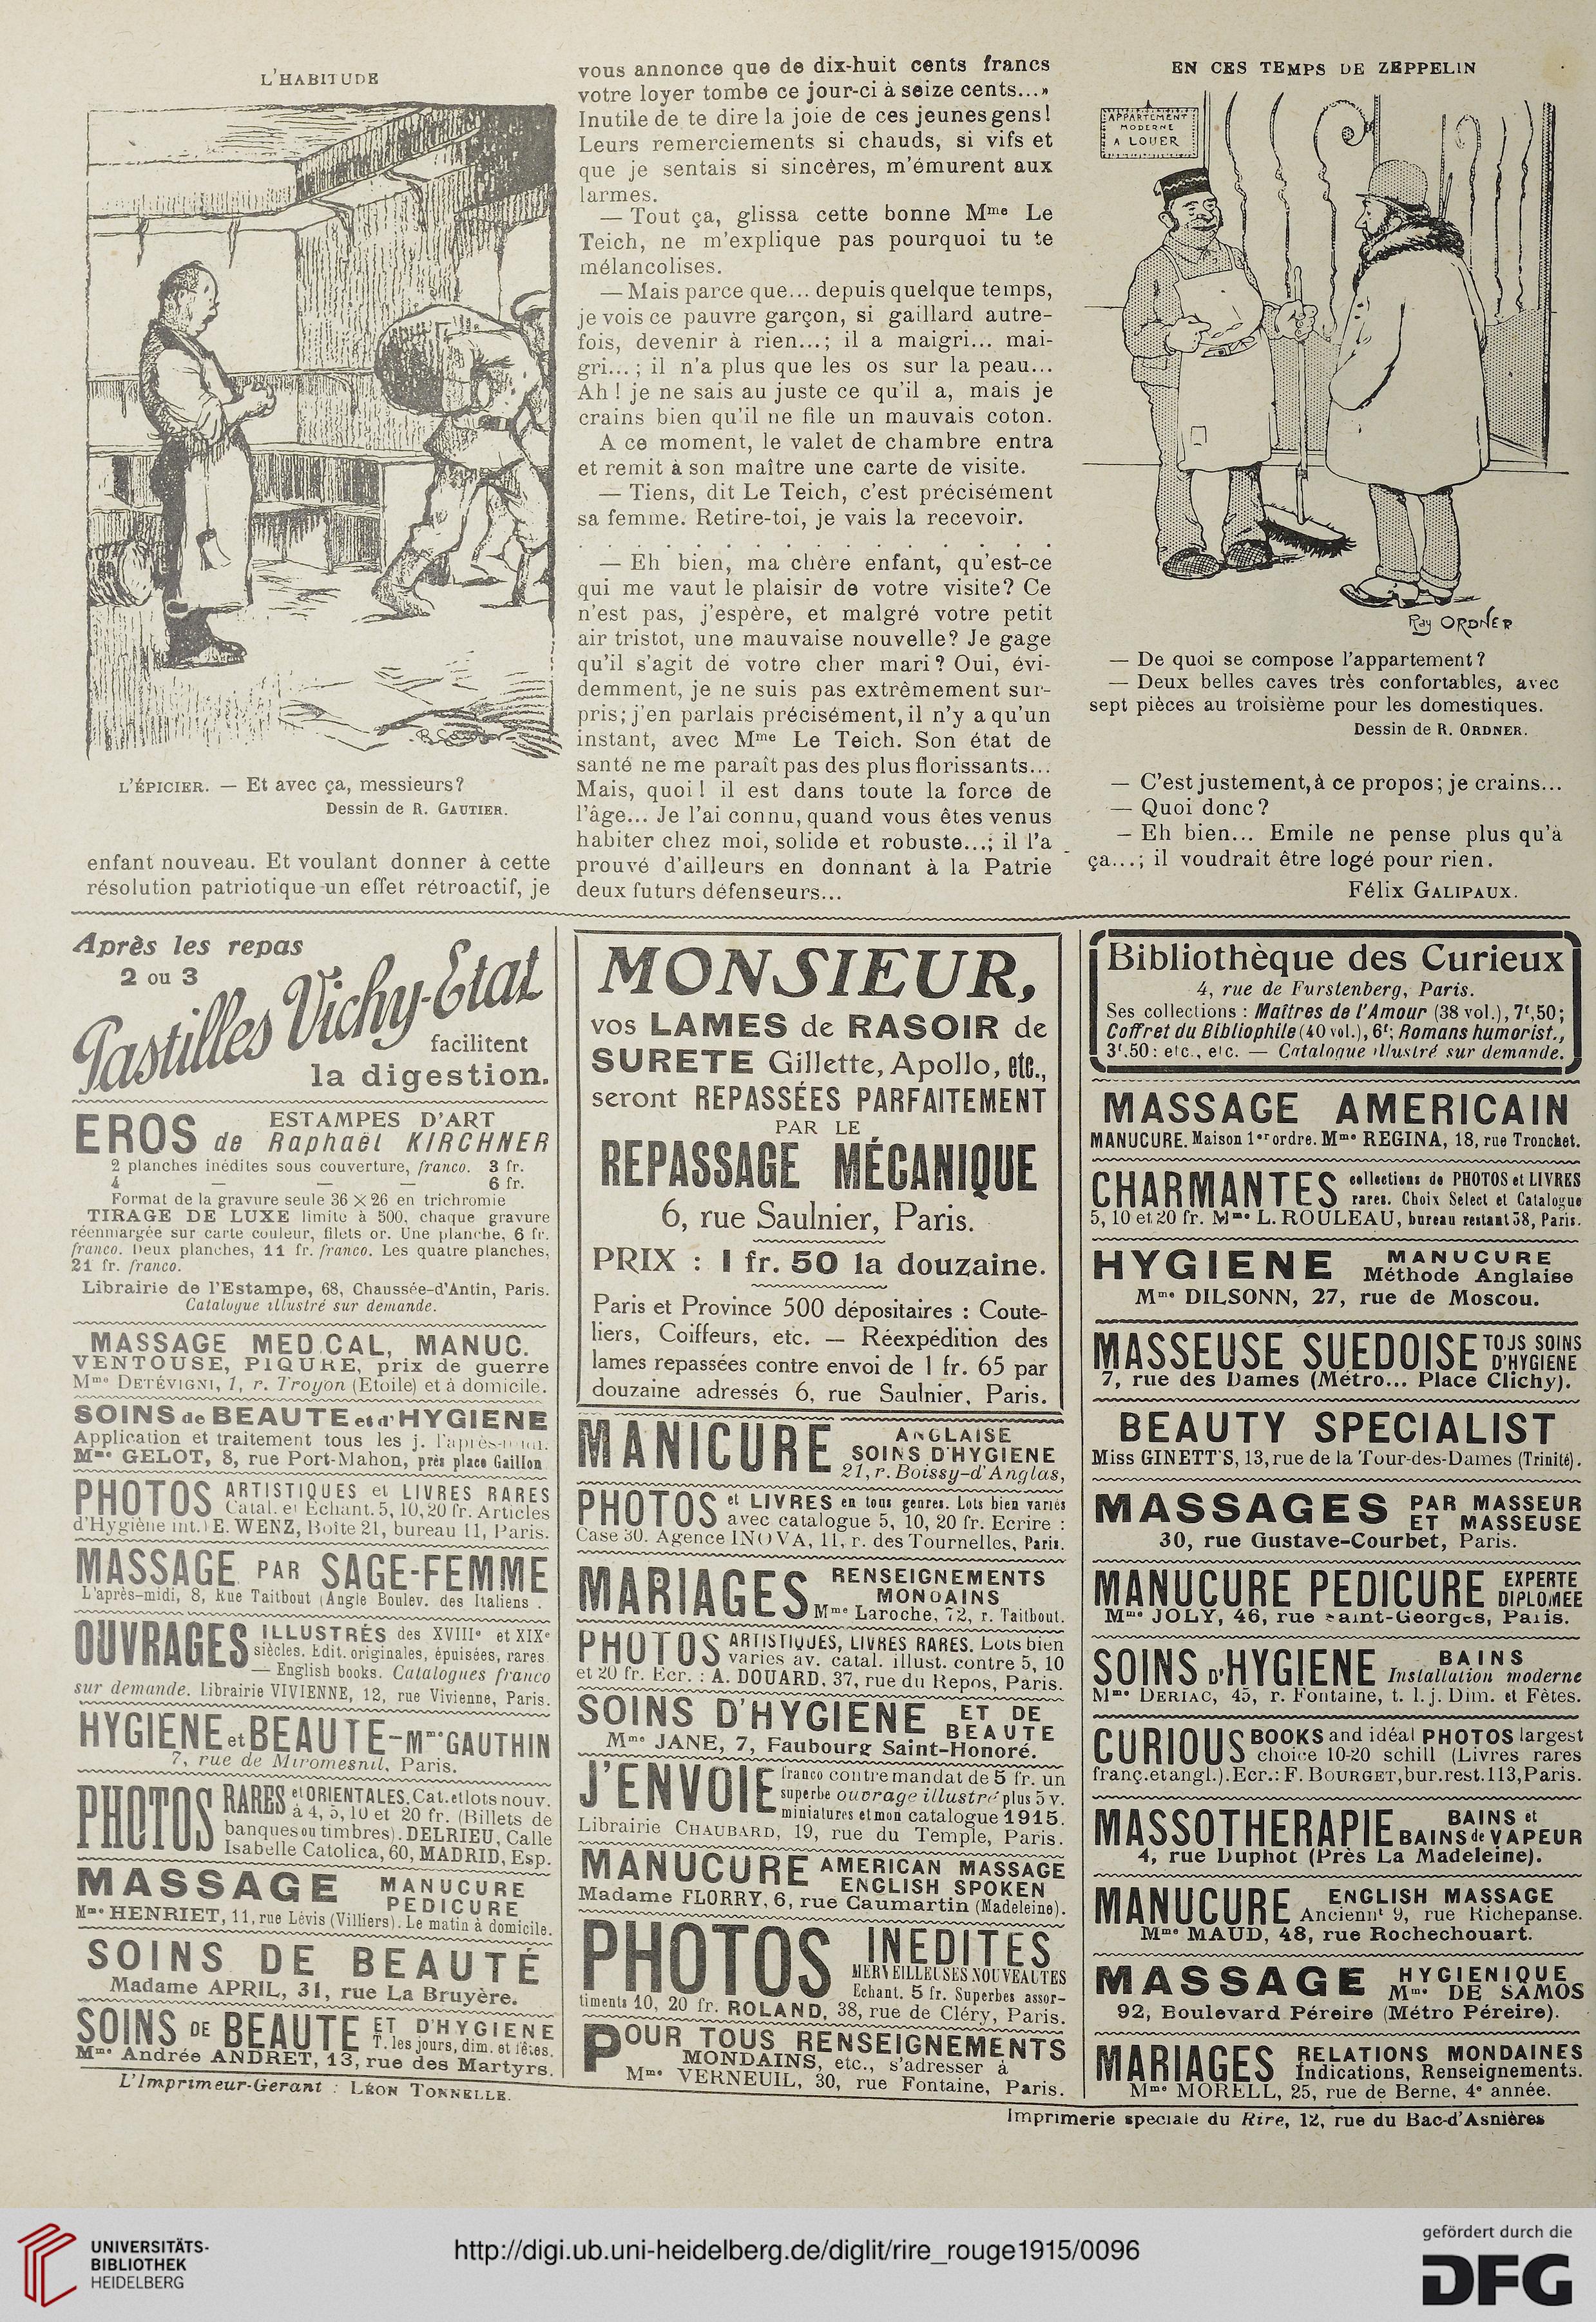 L'HABITUDE
L'ÉPICIER. — Et avec ça, messieurs?
Dessin de R. GAUTIER.
enfant nouveau. Et voulant donner à cette
résolution patriotique un effet rétroactif, je
vous annonce que de dix-huit cents francs
votre loyer tombe ce jour-ci à seize cents...»
Inutile de te dire la joie de ces jeunes gens!
Leurs remerciements si chauds, si vifs et
que je sentais si sincères, m'émurent aux
larmes.
— Tout ça, glissa cette bonne Mme Le
Teich, ne m'explique pas pourquoi tu te
mélancolises.
— Mais parce que... depuis quelque temps,
je vois ce pauvre garçon, si gaillard autre-
fois, devenir à rien...; il a maigri... mai-
gri... ; il n'a plus que les os sur la peau...
Ah! je ne sais au juste ce qu'il a, mais je
crains bien qu'il ne file un mauvais coton.
A ce moment, le valet de chambre entra
et remit à son maître une carte de visite.
— Tiens, dit Le Teich, c'est précisément
sa femme. Retire-toi, je vais la recevoir.
. . . . . . . . . . . .
— Eh bien, ma chère enfant, qu'est-ce
qui me vaut le plaisir de votre visite? Ce
n'est pas, j'espère, et malgré votre petit
air tristot, une mauvaise nouvelle? Je gage
qu'il s'agit de votre cher mari? Oui, évi-
demment, je ne suis pas extrêmement sur-
pris; j'en parlais précisément, il n'y a qu'un
instant, avec Mme Le Teich. Son état de
santé ne me paraît pas des plus florissants...
Mais, quoi! il est dans toute la force de
l'âge... Je l'ai connu, quand vous êtes venus
habiter chez moi, solide et robuste...; il l'a
prouvé d'ailleurs en donnant à la Patrie
deux futurs défenseurs...
EN CES TEMPS DE ZEPPELIN
APPARTEMENT
MODERNE
A LOUER
Ray ORDNER
— De quoi se compose l'appartement?
— Deux belles caves très confortables, avec
sept pièces au troisième pour les domestiques.
Dessin de R. ORDNER.
— C'est justement, à ce propos; je crains...
— Quoi donc?
— Eh bien... Emile ne pense plus qu'à
ça...; il voudrait être logé pour rien.
Félix GALIPAUX.
Après les repas
2 ou 3
Pastilles Vichy-Etat
facilitent
la digestion.
EROS ESTAMPES D'ART
de Raphaël KIRCHNER
2 planches inédites sous couverture, franco. 3 fr.
4 — — — 6 fr.
Format de la gravure seule 36 × 26 en trichromie
TIRAGE DE LUXE limité à 500, chaque gravure
réenmargée sur carte couleur, filets or. Une planche, 6 fr.
franco. Deux planches, 11 fr. franco. Les quatre planches,
21 fr. franco.
Librairie de l'Estampe, 68, Chaussée-d'Antin, Paris.
Catalogue illustré sur demande.
MASSAGE MED.CAL, MANUC.
VENTOUSE, PIQURE, prix de guerre
Mme DETÉVIGNI, 1, r. Troyon (Etoile) et à domicile.
SOINS de BEAUTE et d'HYGIENE
Application et traitement tous les j. l'après-midi.
Mme GELOT, 8, rue Port-Mahon, près place Gaillon
PHOTOS ARTISTIQUES et LIVRES RARES
Catal. et Echant. 5, 10, 20 fr. Articles
d'Hygiène int.) E. WENZ, Boîte 21, bureau 11, Paris.
MASSAGE PAR SAGE-FEMME
L'après-midi, 8, Rue Taitbout (Angle Boulev. des Italiens.
OUVRAGES ILLUSTRÉS des XVIIIe et XIXe
siècles. Edit. originales, épuisées, rares
— English books. Catalogues franco
sur demande. Librairie VIVIENNE, 12, rue Vivienne, Paris.
HYGIENE et BEAUTE-Mme GAUTHIN
7, rue de Miromesnil, Paris.
PHOTOS RARES et ORIENTALES. Cat. et lots nouv.
à 4, 5, 10 et 20 fr. (Billets de
banques ou timbres). DELRIEU, Calle
Isabelle Catolica, 60, MADRID, Esp.
MASSAGE MANUCURE
PEDICURE
Mme HENRIET, 11, rue Lévis (Villiers). Le matin à domicile.
SOINS DE BEAUTÉ
Madame APRIL, 31, rue La Bruyère.
SOINS DE BEAUTE ET D'HYGIENE
T. les jours, dim. et fêtes.
Mme Andrée ANDRET, 13, rue des Martyrs.
L'Imprimeur-Gerant : LÉON TONNELLE.
MONSIEUR,
vos LAMES de RASOIR de
SURETE Gillette, Apollo, etc.,
seront REPASSÉES PARFAITEMENT
PAR LE
REPASSAGE MÉCANIQUE
6, rue Saulnier, Paris.
PRIX : 1 fr. 50 la douzaine.
Paris et Province 500 dépositaires : Coute-
liers, Coiffeurs, etc. — Réexpédition des
lames repassées contre envoi de 1 fr. 65 par
douzaine adressés 6, rue Saulnier, Paris.
MANICURE ANGLAISE
SOINS D'HYGIENE
21, r. Boissy-d'Anglas,
PHOTOS et LIVRES en tous genres. Lots bien variés
avec catalogue 5, 10, 20 fr. Ecrire :
Case 30. Agence INOVA, 11, r. des Tournelles, Paris.
MARIAGES RENSEIGNEMENTS
MONDAINS
Mme Laroche, 72, r. Taitbout.
PHOTOS ARTISTIQUES, LIVRES RARES. Lots bien
variés av. catal. illust. contre 5, 10
et 20 fr. Ecr. : A. DOUARD, 37, rue du Repos, Paris.
SOINS D'HYGIENE ET DE
BEAUTE
Mme JANE, 7, Faubourg Saint-Honoré.
J'ENVOIE franco contre mandat de 5 fr. un
superbe ouvrage illustré plus 5 v.
miniatures et mon catalogue 1915.
Librairie CHAUBARD, 19, rue du Temple, Paris.
MANUCURE AMERICAN MASSAGE
ENGLISH SPOKEN
Madame FLORRY, 6, rue Caumartin (Madeleine).
PHOTOS INEDITES
MERVEILLEUSES NOUVEAUTES
Echant. 5 fr. Superbes assor-
timents 10, 20 fr. ROLAND, 38, rue de Cléry, Paris.
POUR TOUS RENSEIGNEMENTS
MONDAINS, etc., s'adresser à
Mme VERNEUIL, 30, rue Fontaine, Paris.
Bibliothèque des Curieux
4, rue de Furstenberg, Paris.
Ses collections : Maîtres de l'Amour (38 vol.), 7f,50;
Coffret du Bibliophile (40 vol.), 6f; Romans humorist.,
3f.50: etc., etc. — Catalogue illustré sur demande.
MASSAGE AMERICAIN
MANUCURE. Maison 1er ordre. Mme REGINA, 18, rue Tronchet.
CHARMANTES collections de PHOTOS et LIVRES
rares. Choix Select et Catalogue
5, 10 et 20 fr. Mme L. ROULEAU, bureau restant 38, Paris.
HYGIENE MANUCURE
Méthode Anglaise
Mme DILSONN, 27, rue de Moscou.
MASSEUSE SUEDOISE TOUS SOINS
D'HYGIENE
7, rue des Dames (Métro... Place Clichy).
BEAUTY SPECIALIST
Miss GINETT'S, 13, rue de la Tour-des-Dames (Trinité).
MASSAGES PAR MASSEUR
ET MASSEUSE
30, rue Gustave-Courbet, Paris.
MANUCURE PEDICURE EXPERTE
DIPLOMEE
Mme JOLY, 46, rue Saint-Georges, Paris.
SOINS D'HYGIENE BAINS
Installation moderne
Mme DERIAC, 45, r. Fontaine, t. l. j. Dim. et Fêtes.
CURIOUS BOOKS and idéal PHOTOS largest
choice 10-20 schill (Livres rares
franç. et angl.). Ecr.: F. BOURGET, bur. rest. 113, Paris.
MASSOTHERAPIE BAINS et
BAINS de VAPEUR
4, rue Duphot (Près La Madeleine).
MANUCURE ENGLISH MASSAGE
Ancienn' 9, rue Richepanse.
Mme MAUD, 48, rue Rochechouart.
MASSAGE HYGIENIQUE
Mme DE SAMOS
92, Boulevard Péreire (Métro Péreire).
MARIAGES RELATIONS MONDAINES
Indications, Renseignements.
Mme MORELL, 25, rue de Berne, 4e année.
Imprimerie speciale du Rire, 12, rue du Bac-d'Asnières
UNIVERSITÄTS-
BIBLIOTHEK
HEIDELBERG
http://digi.ub.uni-heidelberg.de/diglit/rire_rouge1915/0096
gefördert durch die
DFG